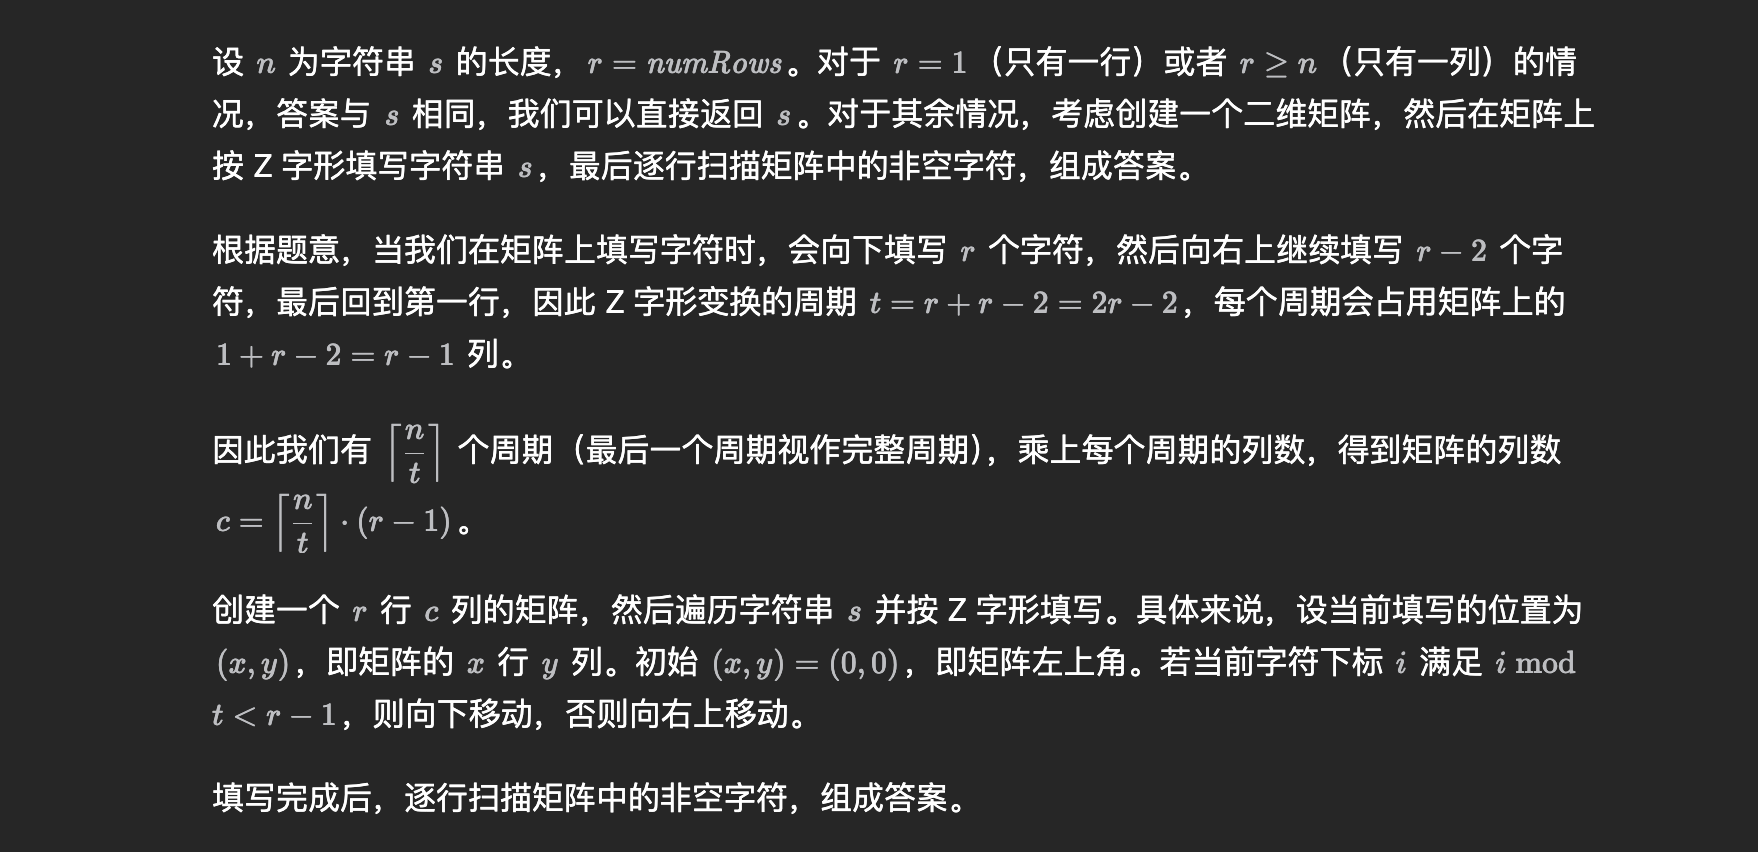 设 n 为字符串 s 的长度，r = numRows。对于 r = 1（只有一行）或者 r ≥ n（只有一列）的情
况，答案与 s 相同，我们可以直接返回 s。对于其余情况，考虑创建一个二维矩阵，然后在矩阵上
按 Z 字形填写字符串 s，最后逐行扫描矩阵中的非空字符，组成答案。
根据题意，当我们在矩阵上填写字符时，会向下填写 r 个字符，然后向右上继续填写 r − 2 个字
符，最后回到第一行，因此 Z 字形变换的周期 t = r + r − 2 = 2r − 2，每个周期会占用矩阵上的
1 + r − 2 = r − 1 列。
因此我们有 ⌈n/t⌉ 个周期（最后一个周期视作完整周期），乘上每个周期的列数，得到矩阵的列数
c = ⌈n/t⌉ · (r − 1)。
创建一个 r 行 c 列的矩阵，然后遍历字符串 s 并按 Z 字形填写。具体来说，设当前填写的位置为
(x, y)，即矩阵的 x 行 y 列。初始 (x, y) = (0, 0)，即矩阵左上角。若当前字符下标 i 满足 i mod
t < r − 1，则向下移动，否则向右上移动。
填写完成后，逐行扫描矩阵中的非空字符，组成答案。